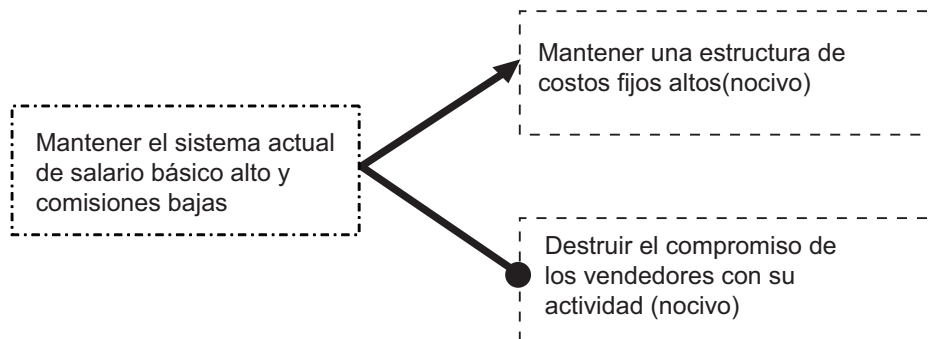 Mantener una estructura de
costos fijos altos(nocivo)
Mantener el sistema actual
de salario básico alto y
comisiones bajas
Destruir el compromiso de
los vendedores con su
actividad (nocivo)